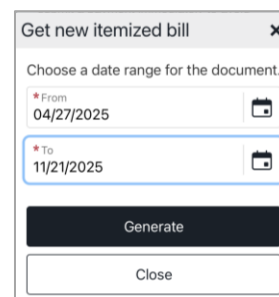 Get new itemized bill
Choose a date range for the document.
* From
04/27/2025
* To
11/21/2025
Generate
Close